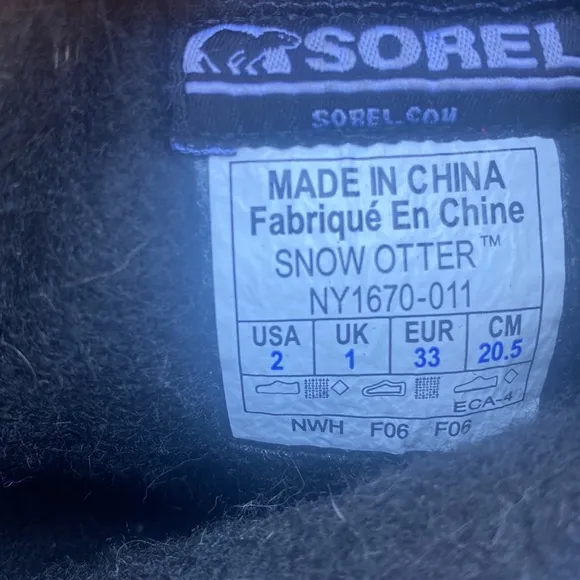 SOREL
SOREL.COM
MADE IN CHINA
Fabriqué En Chine
SNOW OTTER™
NY1670-011
USA UK EUR CM
2 1 33 20.5
ECA-4
NWH F06 F06